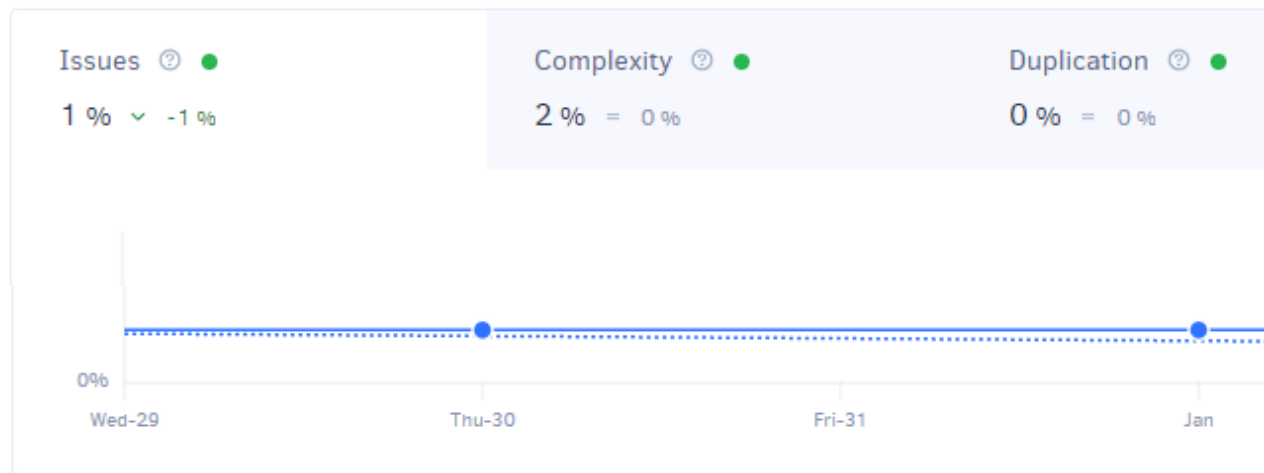 Issues
1 % -1 %
Complexity
2 % = 0 %
Duplication
0 % = 0 %
0%
Wed-29 Thu-30 Fri-31 Jan